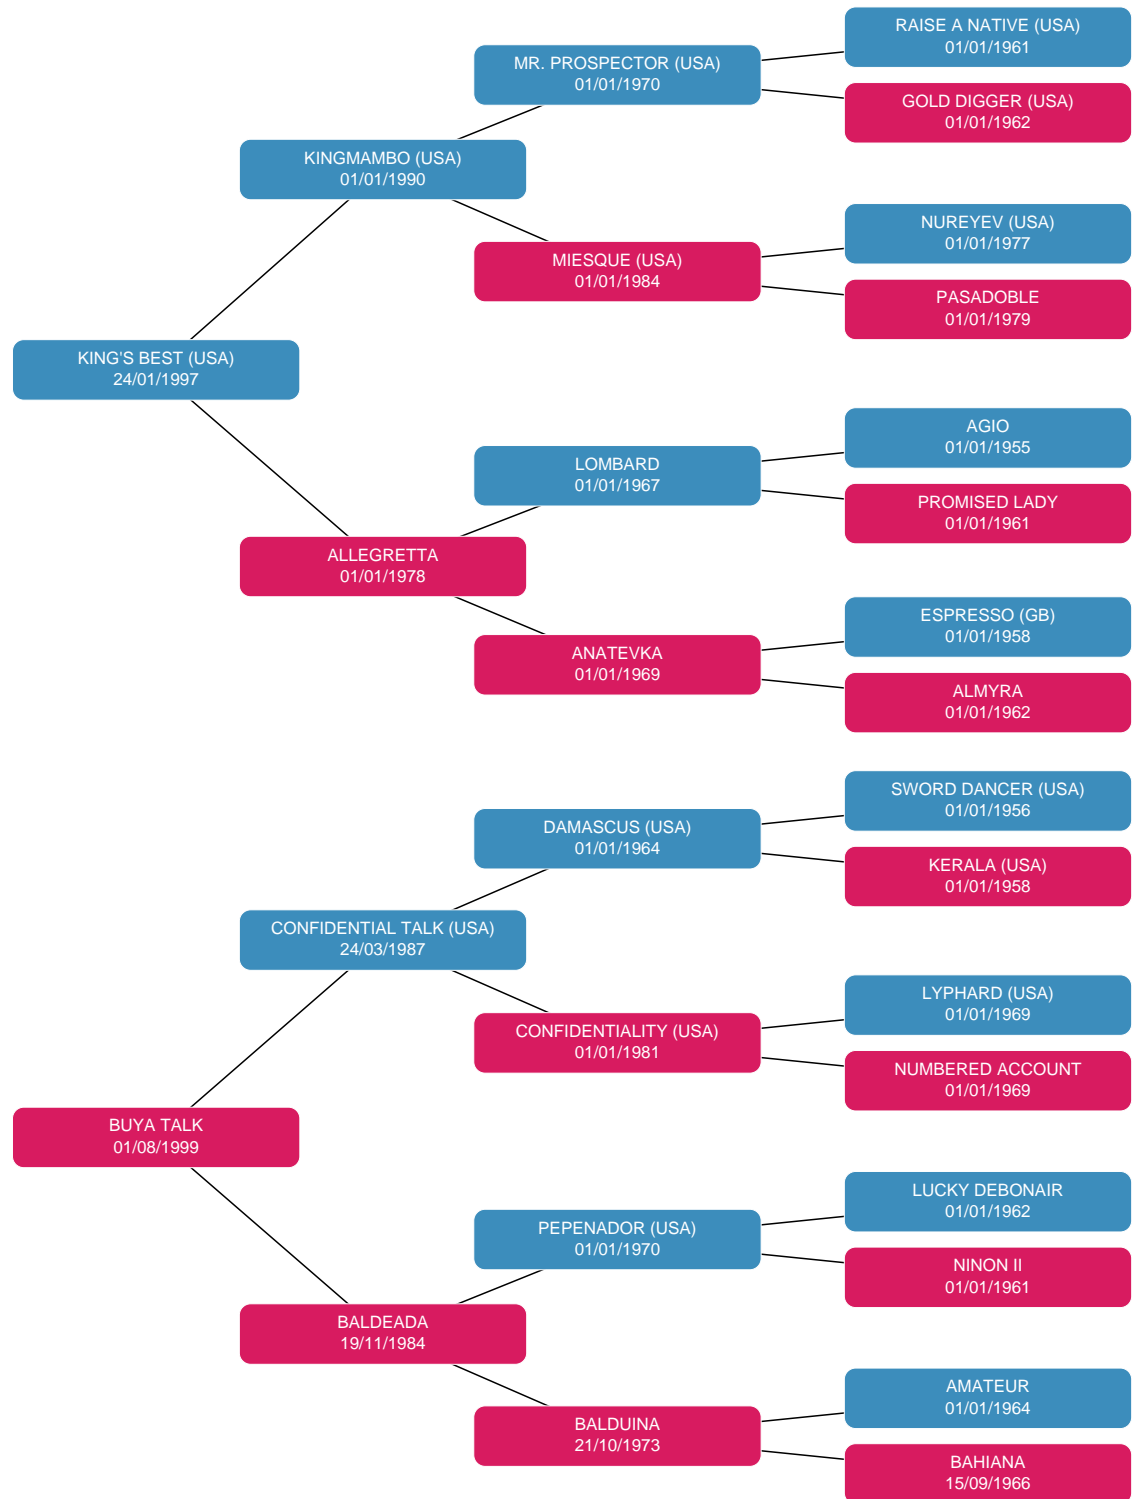 RAISE A NATIVE (USA)
01/01/1961
MR. PROSPECTOR (USA)
01/01/1970
GOLD DIGGER (USA)
01/01/1962
KINGMAMBO (USA)
01/01/1990
NUREYEV (USA)
01/01/1977
MIESQUE (USA)
01/01/1984
PASADOBLE
01/01/1979
KING'S BEST (USA)
24/01/1997
AGIO
01/01/1955
LOMBARD
01/01/1967
PROMISED LADY
01/01/1961
ALLEGRETTA
01/01/1978
ESPRESSO (GB)
01/01/1958
ANATEVKA
01/01/1969
ALMYRA
01/01/1962
SWORD DANCER (USA)
01/01/1956
DAMASCUS (USA)
01/01/1964
KERALA (USA)
01/01/1958
CONFIDENTIAL TALK (USA)
24/03/1987
LYPHARD (USA)
01/01/1969
CONFIDENTIALITY (USA)
01/01/1981
NUMBERED ACCOUNT
01/01/1969
BUYA TALK
01/08/1999
LUCKY DEBONAIR
01/01/1962
PEPENADOR (USA)
01/01/1970
NINON II
01/01/1961
BALDEADA
19/11/1984
AMATEUR
01/01/1964
BALDUINA
21/10/1973
BAHIANA
15/09/1966